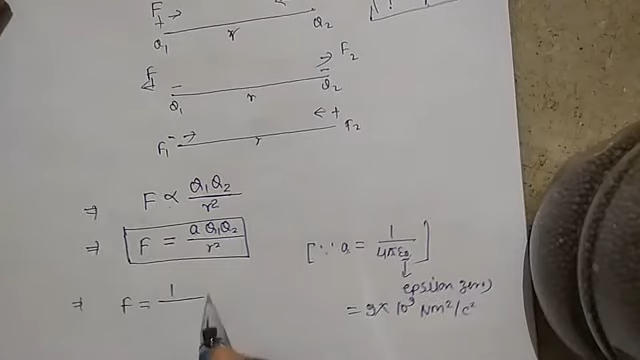 F
+ →
Q₁ r Q₂
F - → F₂
← -
Q₁ r Q₂
- → ← +
F₁ r F₂
⇒ F ∝ Q₁Q₂/r²
⇒ F = a Q₁Q₂/r² [∵ a = 1/4πε₀]
epsilon zero
⇒ F = 1 = 9× 10⁹ Nm²/c²